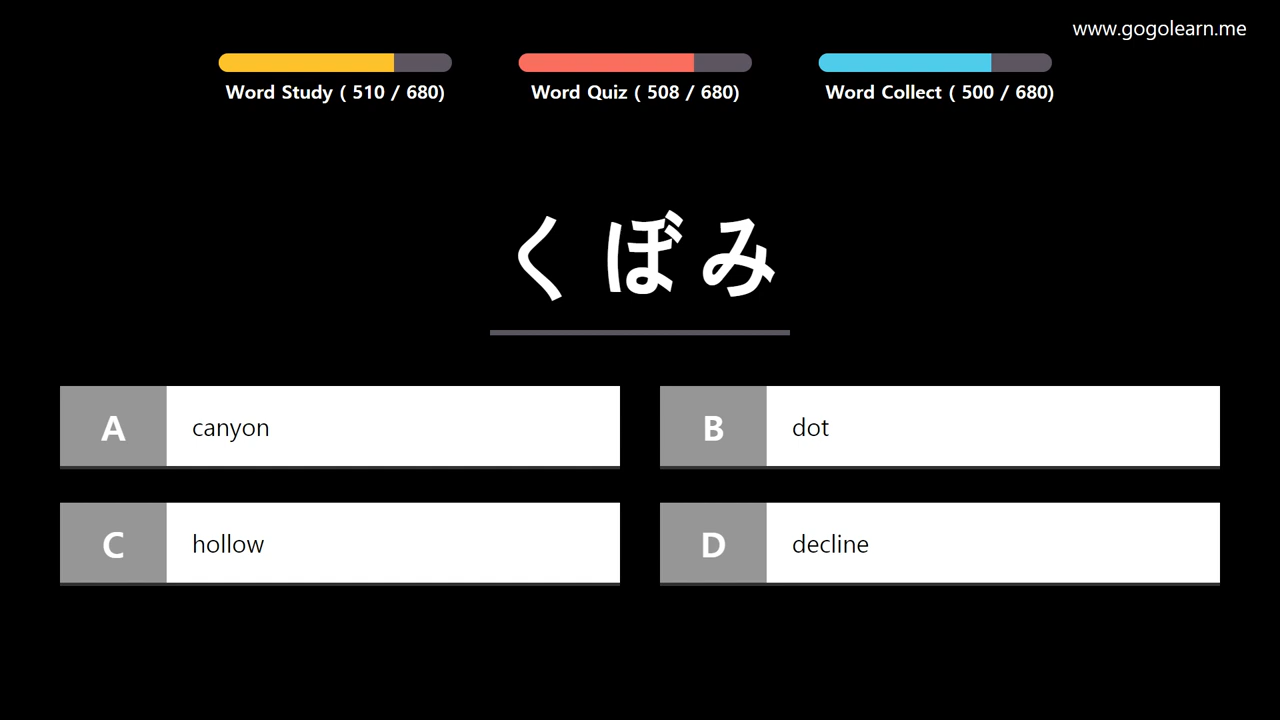 www.gogolearn.me
Word Study ( 510 / 680)
Word Quiz ( 508 / 680)
Word Collect ( 500 / 680)
くぼみ
A canyon
B dot
C hollow
D decline